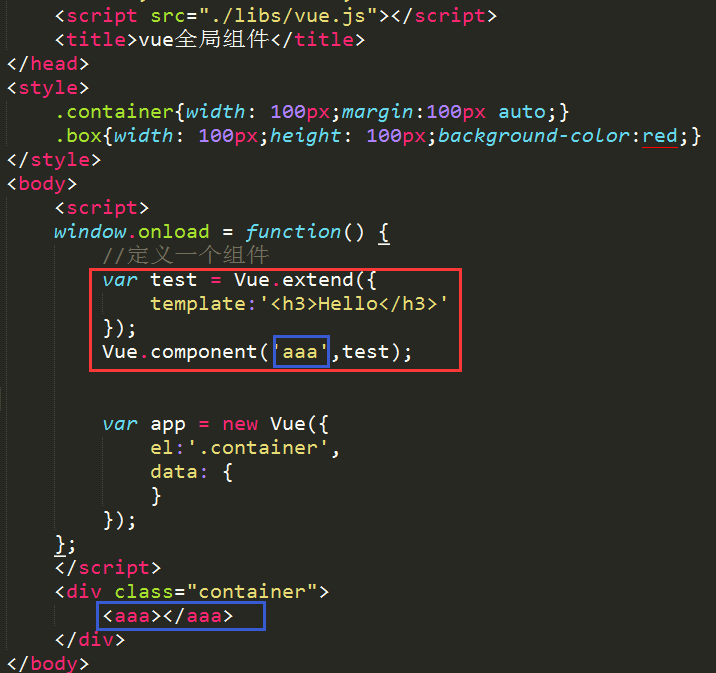 <script src="./libs/vue.js"></script>
<title>vue全局组件</title>
</head>
<style>
.container{width: 100px;margin:100px auto;}
.box{width: 100px;height: 100px;background-color:red;}
</style>
<body>
<script>
window.onload = function() {
//定义一个组件
var test = Vue.extend({
template:'<h3>Hello</h3>'
});
Vue.component('aaa',test);
var app = new Vue({
el:'.container',
data: {
}
});
};
</script>
<div class="container">
<aaa></aaa>
</div>
</body>